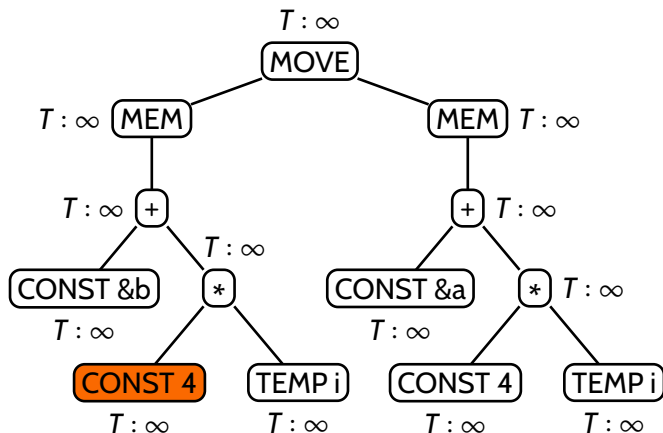 T : ∞
MOVE
T : ∞ MEM MEM T : ∞
T : ∞ + + T : ∞
T : ∞
CONST &b * CONST &a * T : ∞
T : ∞ T : ∞
CONST 4 TEMP i CONST 4 TEMP i
T : ∞ T : ∞ T : ∞ T : ∞